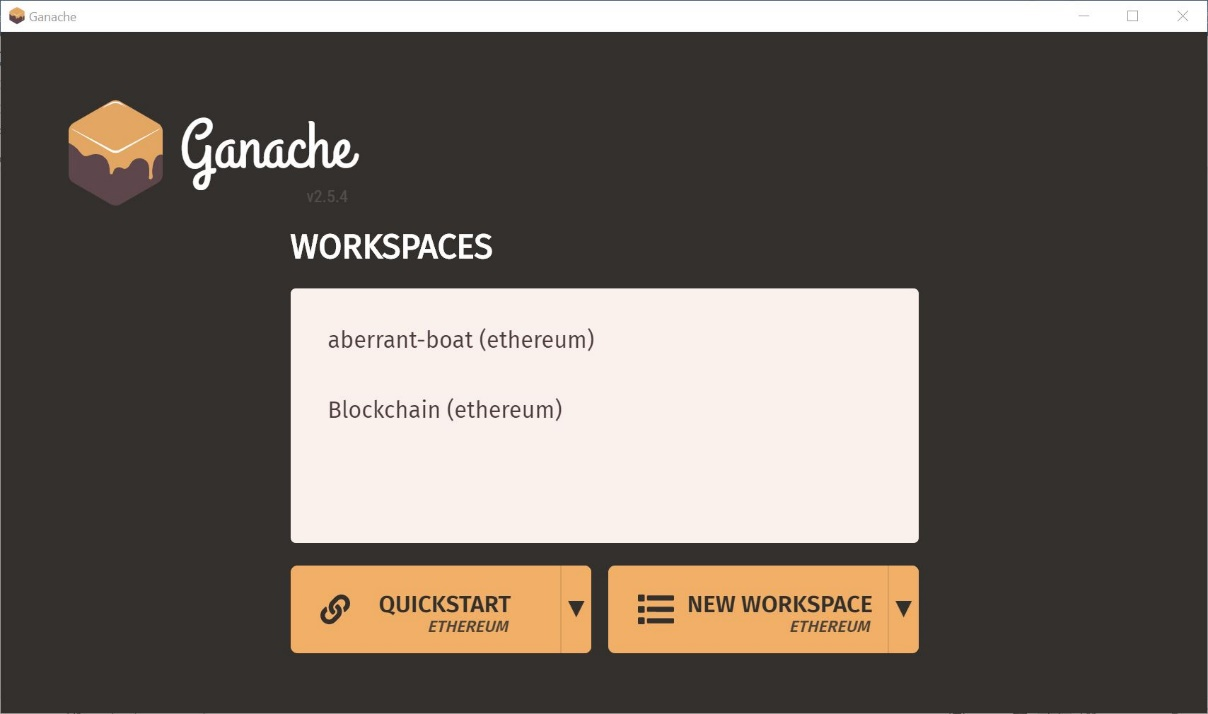 Ganache
Ganache
v2.5.4
WORKSPACES
aberrant-boat (ethereum)
Blockchain (ethereum)
QUICKSTART
ETHEREUM
NEW WORKSPACE
ETHEREUM